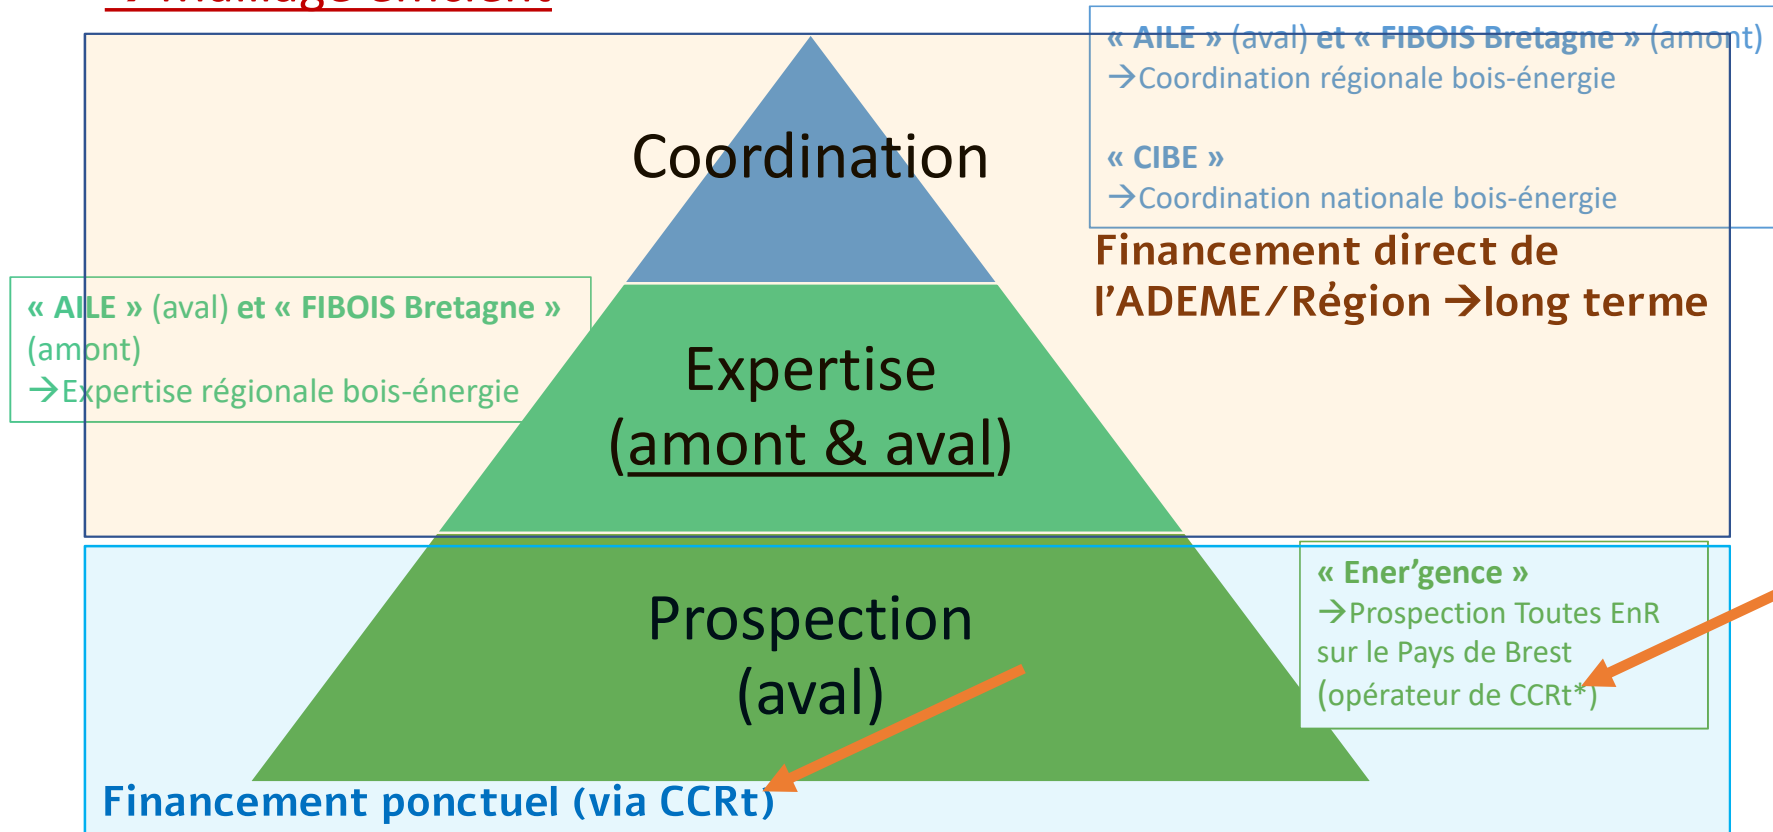 → maillage efficient
« AILE » (aval) et « FIBOIS Bretagne » (amont)
→Coordination régionale bois-énergie
« CIBE »
→Coordination nationale bois-énergie
Coordination
Financement direct de
l'ADEME/Région →long terme
« AILE » (aval) et « FIBOIS Bretagne »
(amont)
→Expertise régionale bois-énergie
Expertise
(amont & aval)
« Ener’gence »
→Prospection Toutes EnR
sur le Pays de Brest
(opérateur de CCRt*)
Prospection
(aval)
Financement ponctuel (via CCRt)